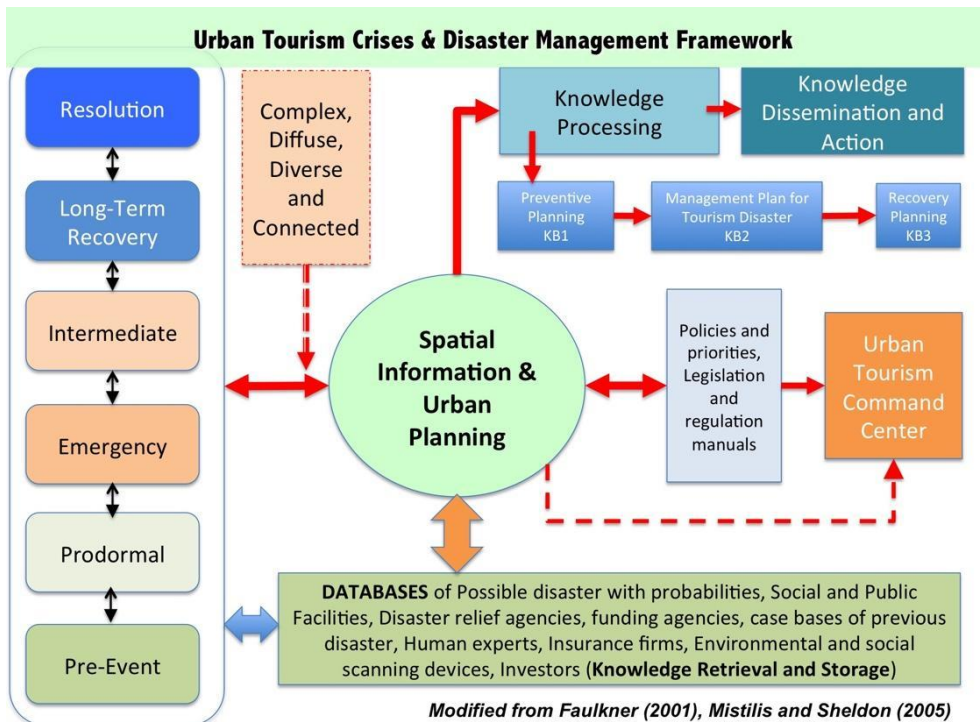 Urban Tourism Crises & Disaster Management Framework
Resolution
Long-Term
Recovery
Intermediate
Emergency
Prodormal
Pre-Event
Complex,
Diffuse,
Diverse
and
Connected
Knowledge
Processing
Knowledge
Dissemination and
Action
Preventive
Planning
KB1
Management Plan for
Tourism Disaster
KB2
Recovery
Planning
KB3
Spatial
Information &
Urban
Planning
Policies and
priorities,
Legislation
and
regulation
manuals
Urban
Tourism
Command
Center
DATABASES of Possible disaster with probabilities, Social and Public
Facilities, Disaster relief agencies, funding agencies, case bases of previous
disaster, Human experts, Insurance firms, Environmental and social
scanning devices, Investors (Knowledge Retrieval and Storage)
Modified from Faulkner (2001), Mistilis and Sheldon (2005)